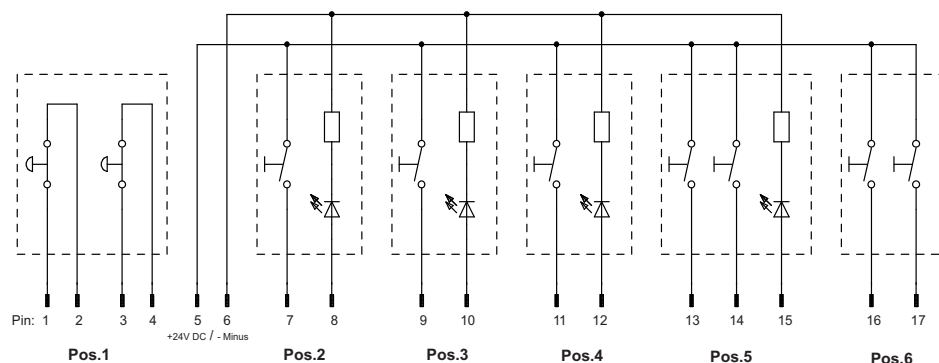 Pin: 1 2 3 4 5 6 7 8 9 10 11 12 13 14 15 16 17
+24V DC / - Minus
Pos.1 Pos.2 Pos.3 Pos.4 Pos.5 Pos.6